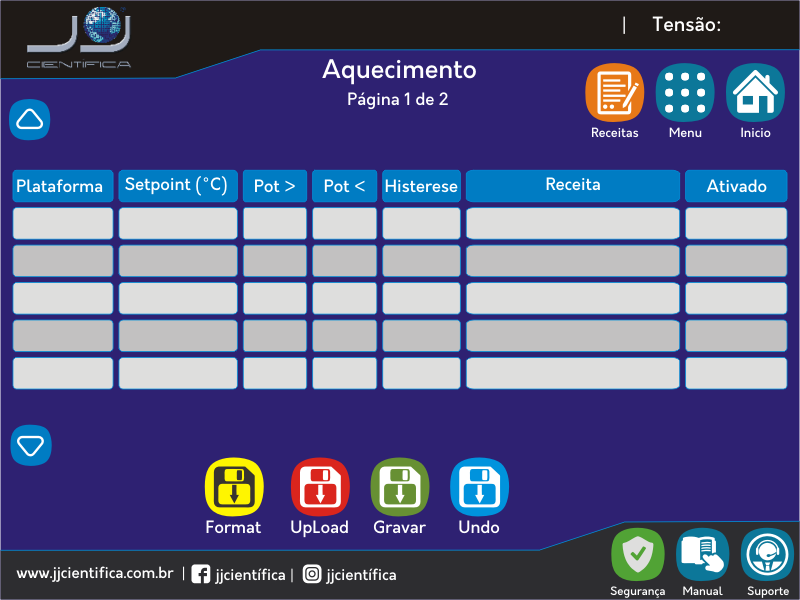 JJ
CIENTIFICA
| Tensão:
Aquecimento
Página 1 de 2
Receitas
Menu
Inicio
Plataforma
Setpoint (°C)
Pot >
Pot <
Histerese
Receita
Ativado
Format
UpLoad
Gravar
Undo
www.jjcientifica.com.br | jjcientífica | jjcientífica
Segurança
Manual
Suporte